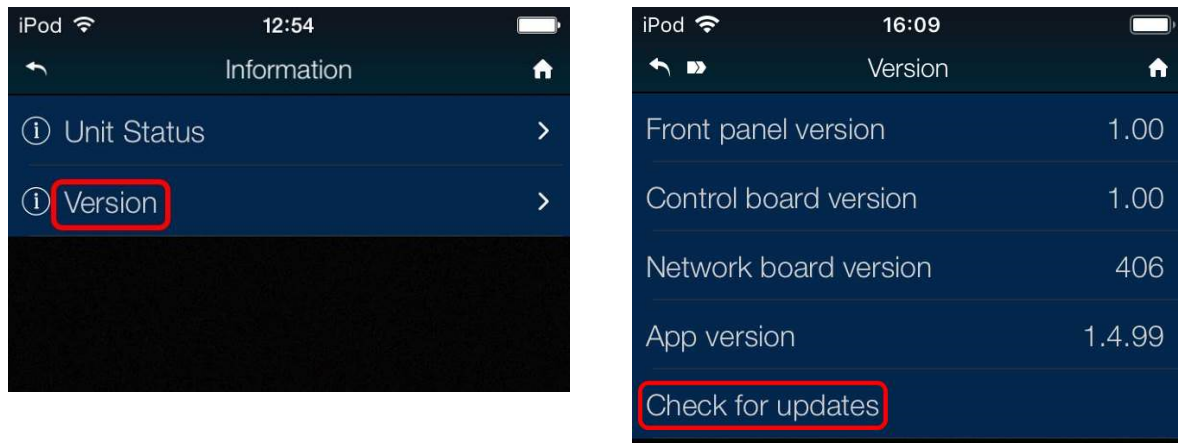 iPod 12:54
Information
Unit Status
Version
iPod 16:09
Version
Front panel version 1.00
Control board version 1.00
Network board version 406
App version 1.4.99
Check for updates